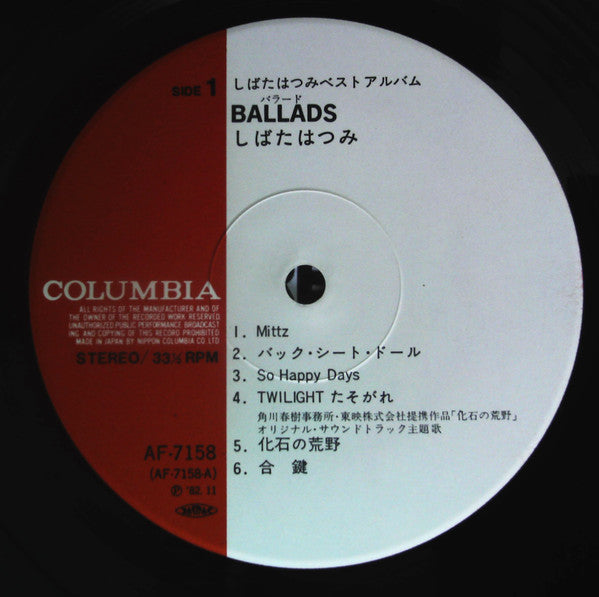 SIDE 1
しばたはつみベストアルバム
バラード
BALLADS
しばたはつみ
COLUMBIA
ALL RIGHTS OF THE MANUFACTURER AND OF
THE OWNER OF THE RECORDED WORK RESERVED
UNAUTHORIZED PUBLIC PERFORMANCE BROADCAST
ING AND COPYING OF THIS RECORD PROHIBITED
MADE IN JAPAN BY NIPPON COLUMBIA CO LTD
STEREO/33⅓ RPM
AF-7158
(AF-7158-A)
Ⓟ '82. 11
1. Mittz
2. バック・シート・ドール
3. So Happy Days
4. TWILIGHT たそがれ
角川春樹事務所・東映株式会社提携作品「化石の荒野」
オリジナル・サウンドトラック主題歌
5. 化石の荒野
6. 合 鍵